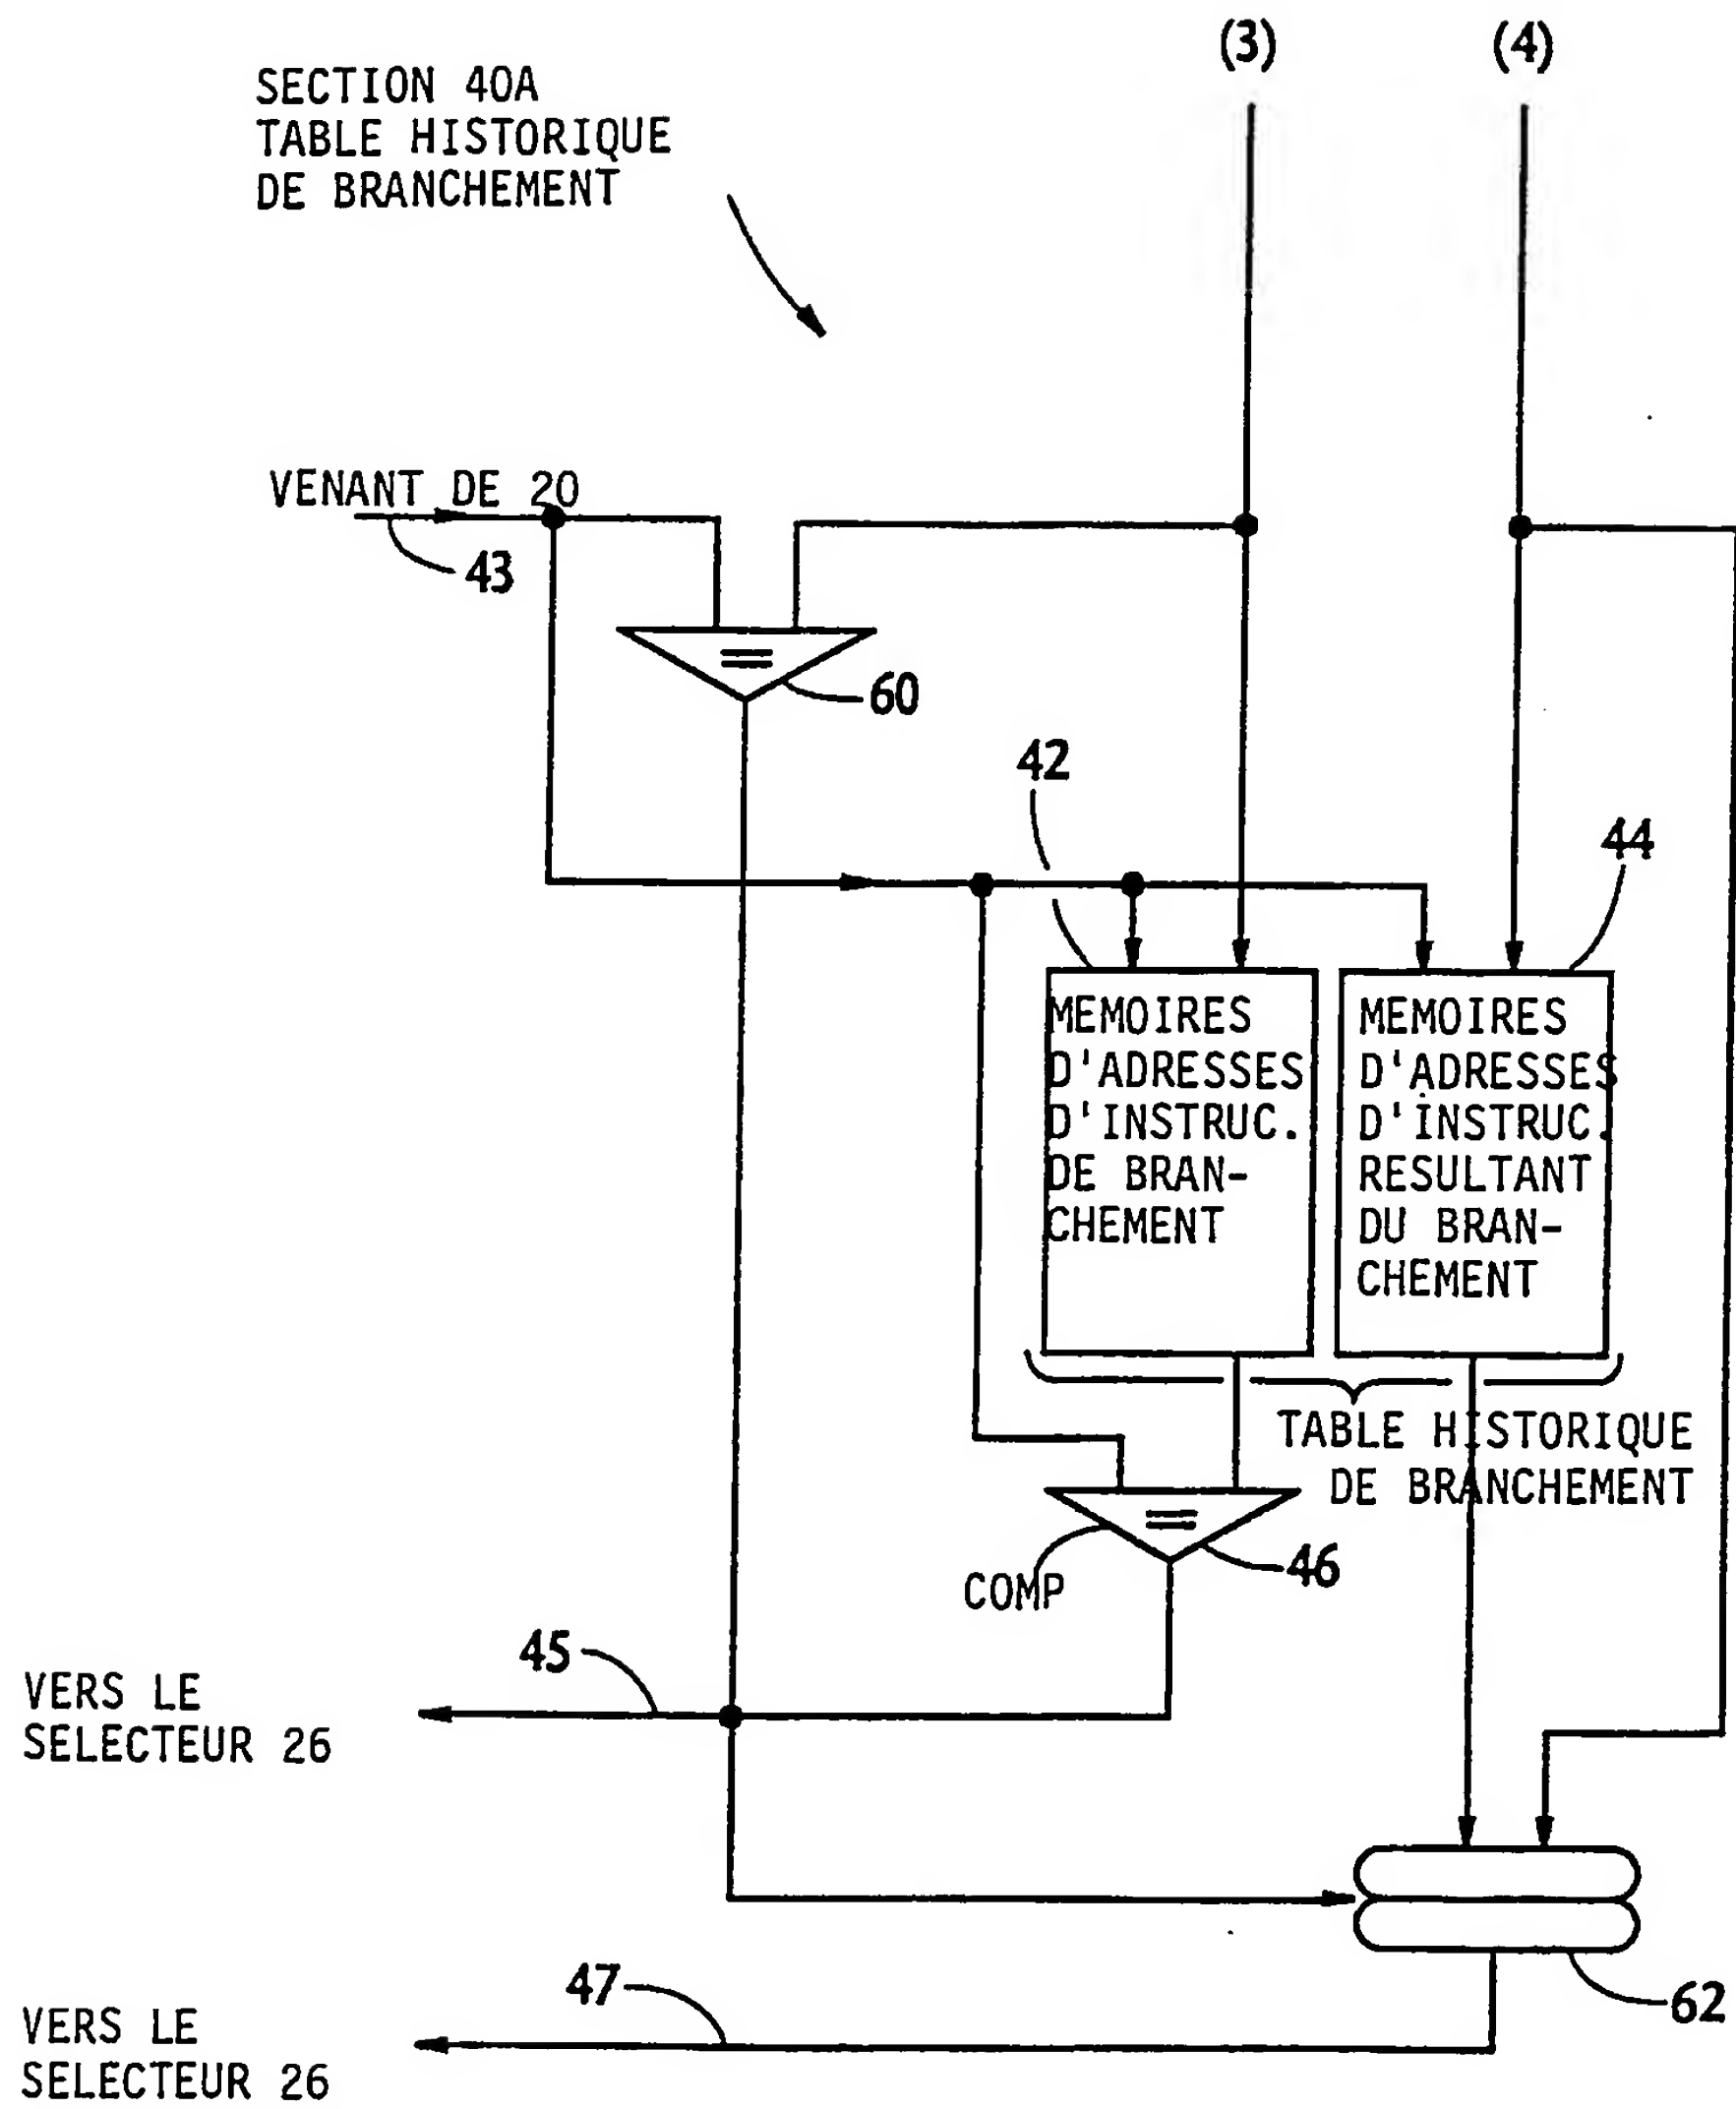 (3)
(4)
SECTION 40A
TABLE HISTORIQUE
DE BRANCHEMENT
VENANT DE 20
43
60
42
44
MEMOIRES
D'ADRESSES
D'INSTRUC.
DE BRAN-
CHEMENT
MEMOIRES
D'ADRESSES
D'INSTRUC.
RESULTANT
DU BRAN-
CHEMENT
TABLE HISTORIQUE
DE BRANCHEMENT
=
=
COMP
46
45
VERS LE
SELECTEUR 26
47
62
VERS LE
SELECTEUR 26